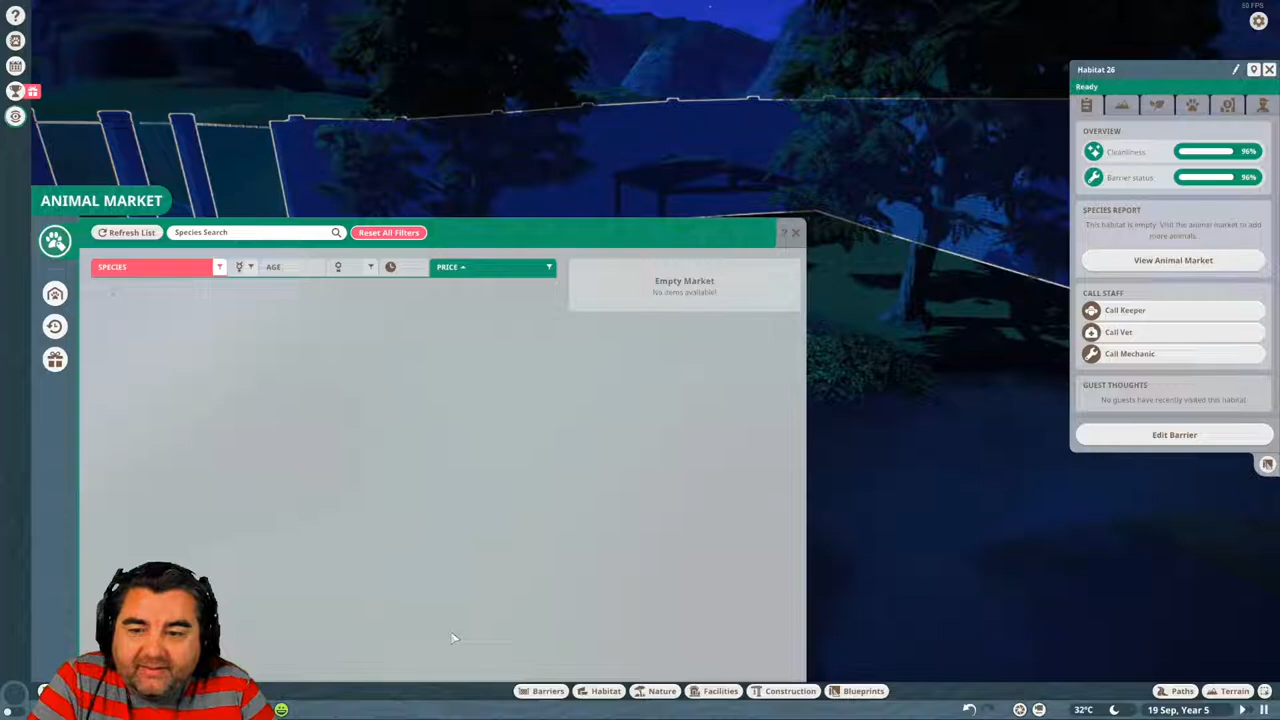 50 FPS
Habitat 26
Ready
OVERVIEW
Cleanliness 96%
Barrier status 96%
SPECIES REPORT
This habitat is empty. Visit the animal market to add
more animals.
View Animal Market
CALL STAFF
Call Keeper
Call Vet
Call Mechanic
GUEST THOUGHTS
No guests have recently visited this habitat
Edit Barrier
ANIMAL MARKET
Refresh List
Species Search
Reset All Filters
?
SPECIES
AGE
PRICE
Empty Market
No items available!
Barriers
Habitat
Nature
Facilities
Construction
Blueprints
Paths
Terrain
32°C
19 Sep, Year 5